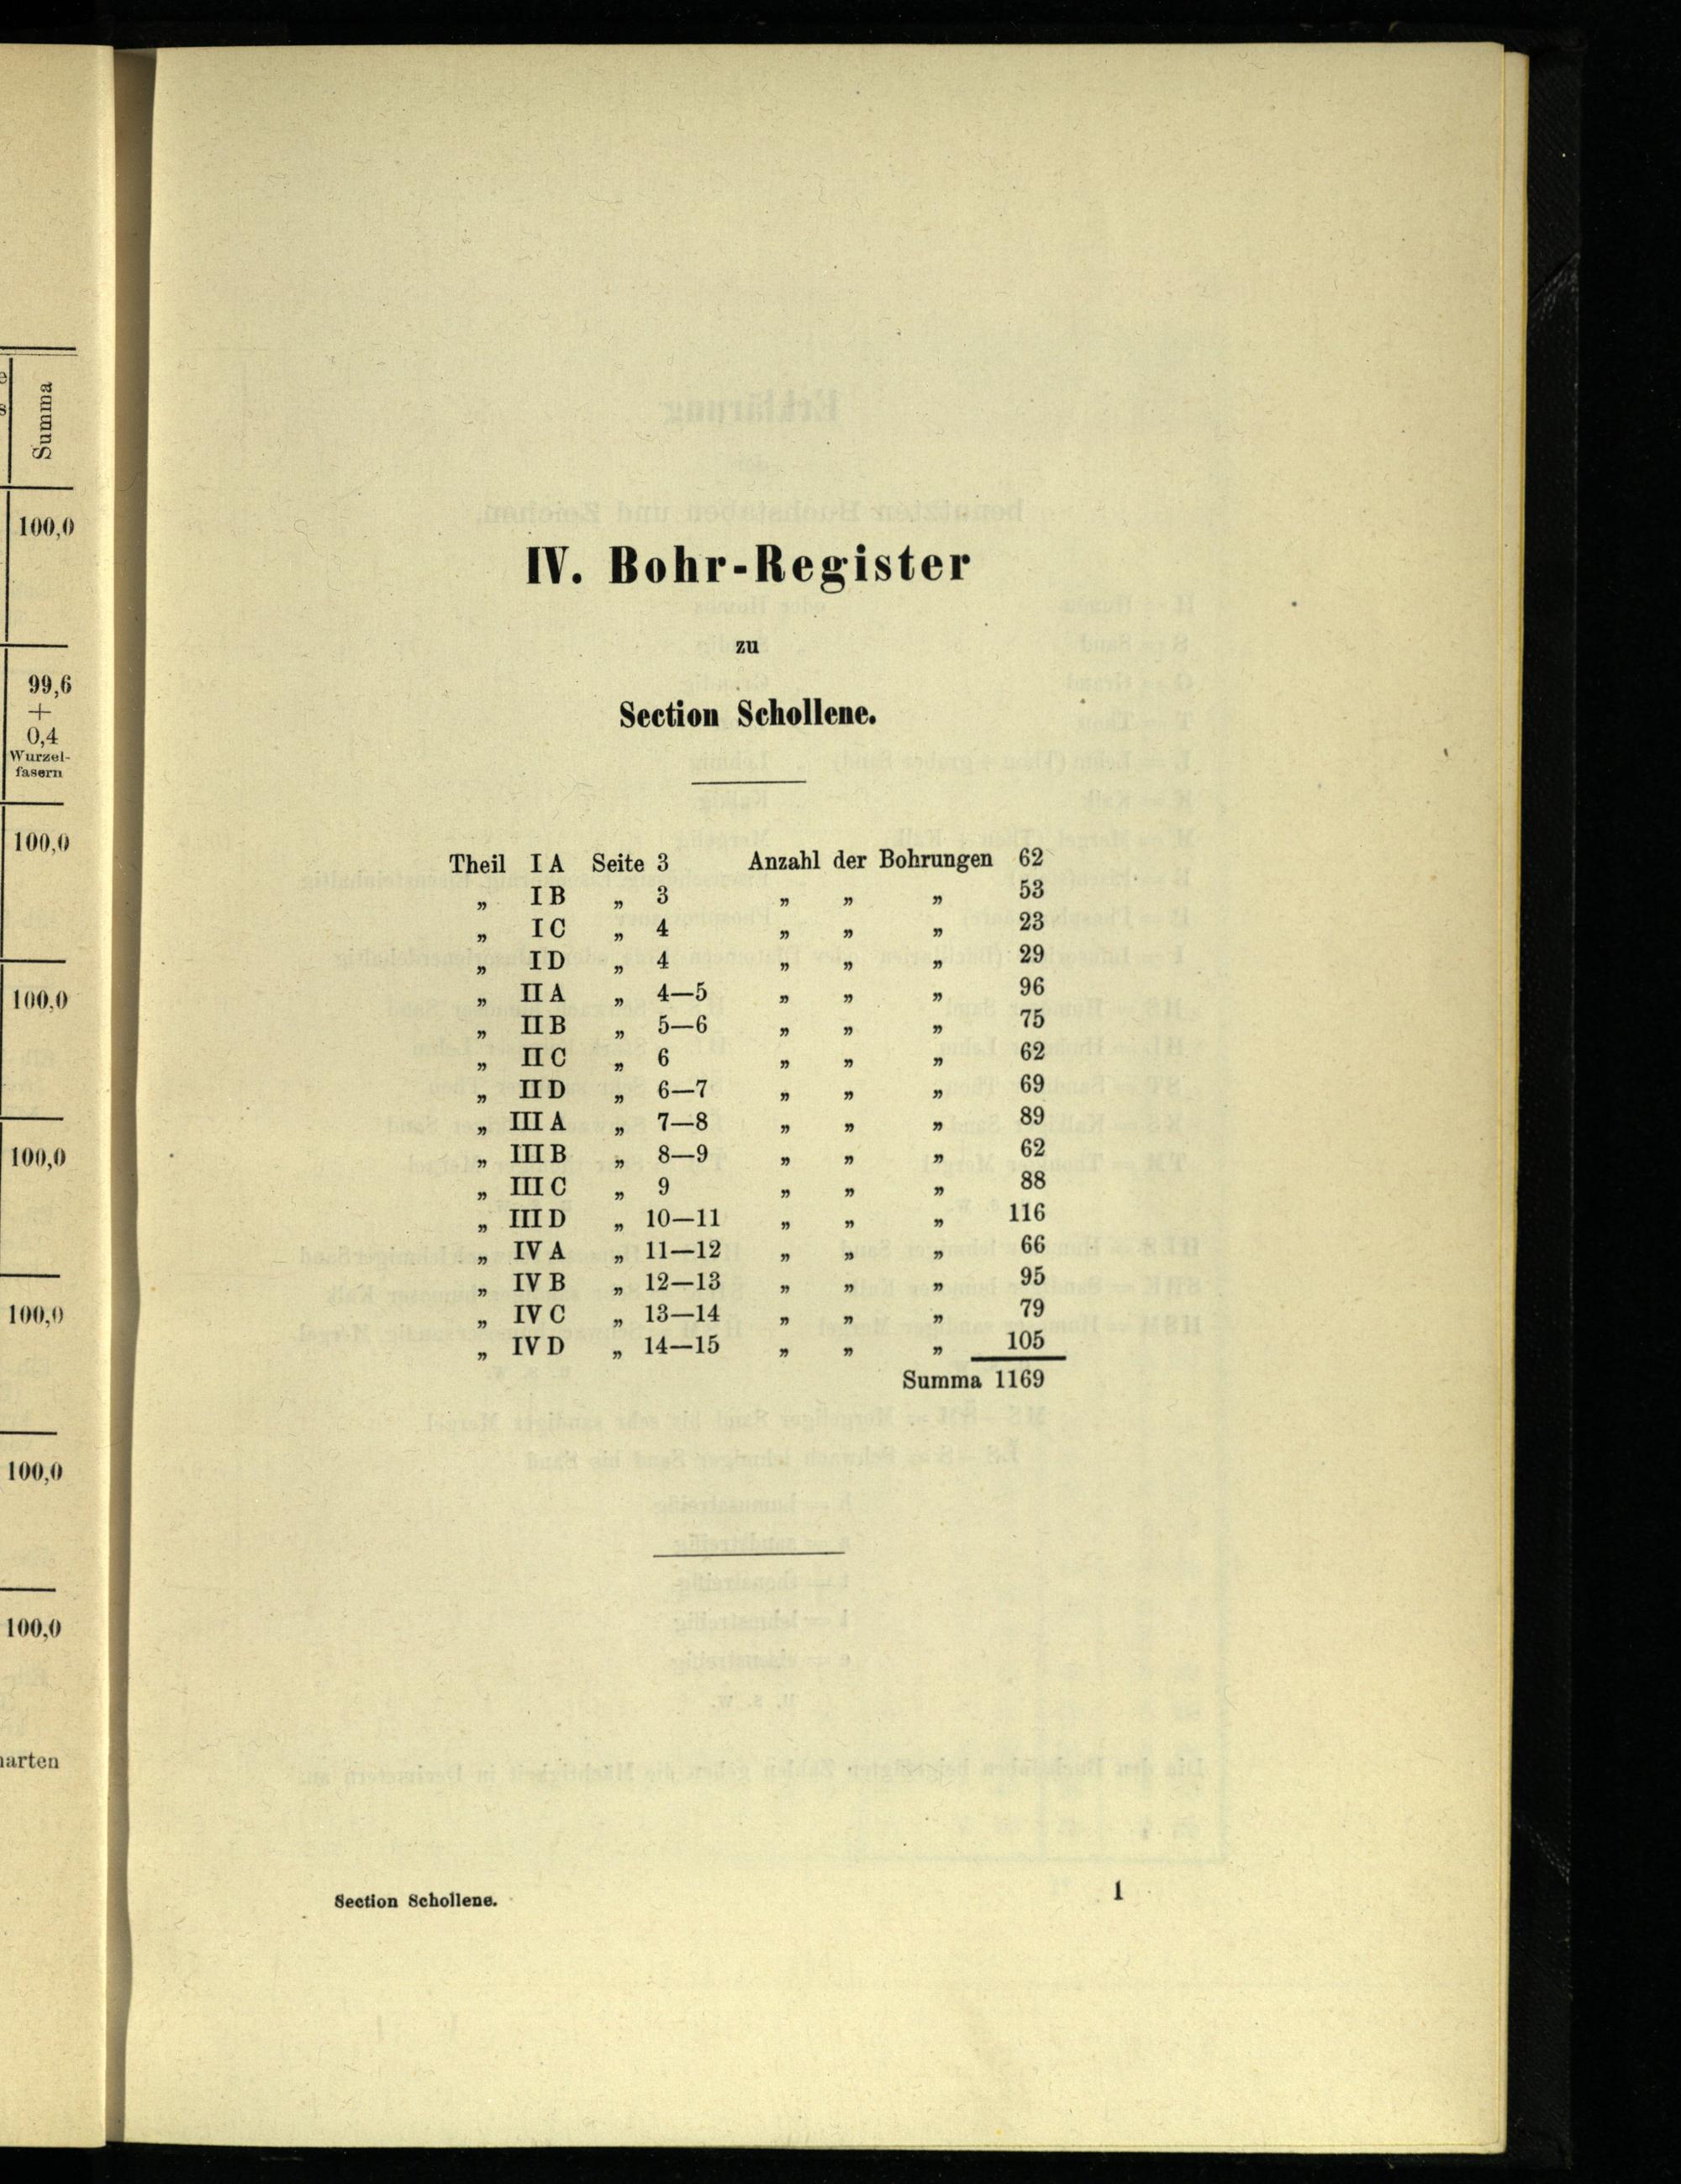 Summa
100,0
99,6
+
0,4
Wurzel-
fasern
100,0
100,0
100,0
100,0
100,0
100,0
IV. Bohr-Register
zu
Section Schollene.
Theil I A Seite 3 Anzahl der Bohrungen 62
„ I B „ 3 „ „ „ 53
„ I C „ 4 „ „ „ 23
„ I D „ 4 „ „ „ 29
„ II A „ 4—5 „ „ „ 96
„ II B „ 5—6 „ „ „ 75
„ II C „ 6 „ „ „ 62
„ II D „ 6—7 „ „ „ 69
„ III A „ 7—8 „ „ „ 89
„ III B „ 8—9 „ „ „ 62
„ III C „ 9 „ „ „ 88
„ III D „ 10—11 „ „ „ 116
„ IV A „ 11—12 „ „ „ 66
„ IV B „ 12—13 „ „ „ 95
„ IV C „ 13—14 „ „ „ 79
„ IV D „ 14—15 „ „ „ 105
Summa 1169
Section Schollene. 1